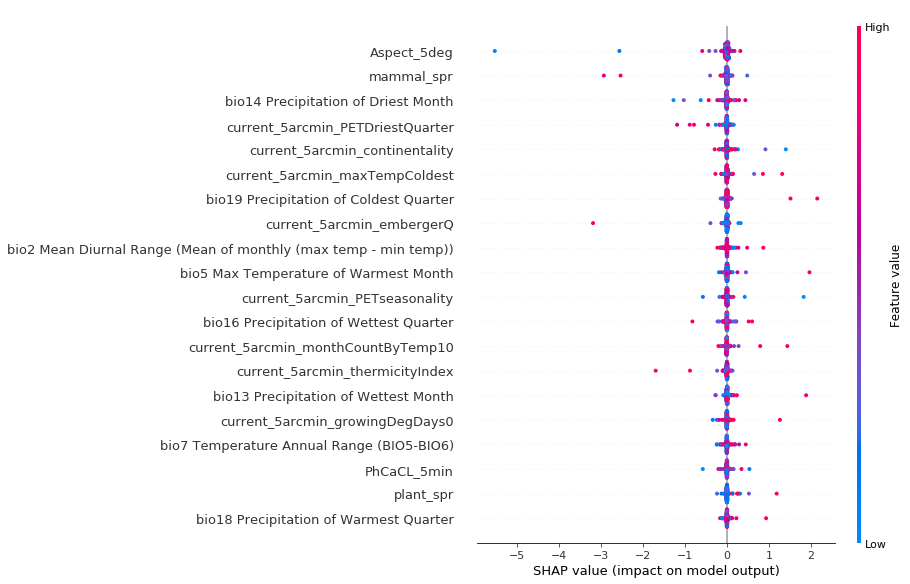 High
Aspect_5deg
mammal_spr
bio14 Precipitation of Driest Month
current_5arcmin_PETDriestQuarter
current_5arcmin_continentality
current_5arcmin_maxTempColdest
bio19 Precipitation of Coldest Quarter
current_5arcmin_embergerQ
bio2 Mean Diurnal Range (Mean of monthly (max temp - min temp))
bio5 Max Temperature of Warmest Month
current_5arcmin_PETseasonality
bio16 Precipitation of Wettest Quarter
current_5arcmin_monthCountByTemp10
current_5arcmin_thermicityIndex
bio13 Precipitation of Wettest Month
current_5arcmin_growingDegDays0
bio7 Temperature Annual Range (BIO5-BIO6)
PhCaCL_5min
plant_spr
bio18 Precipitation of Warmest Quarter
Feature value
Low
−5 −4 −3 −2 −1 0 1 2
SHAP value (impact on model output)